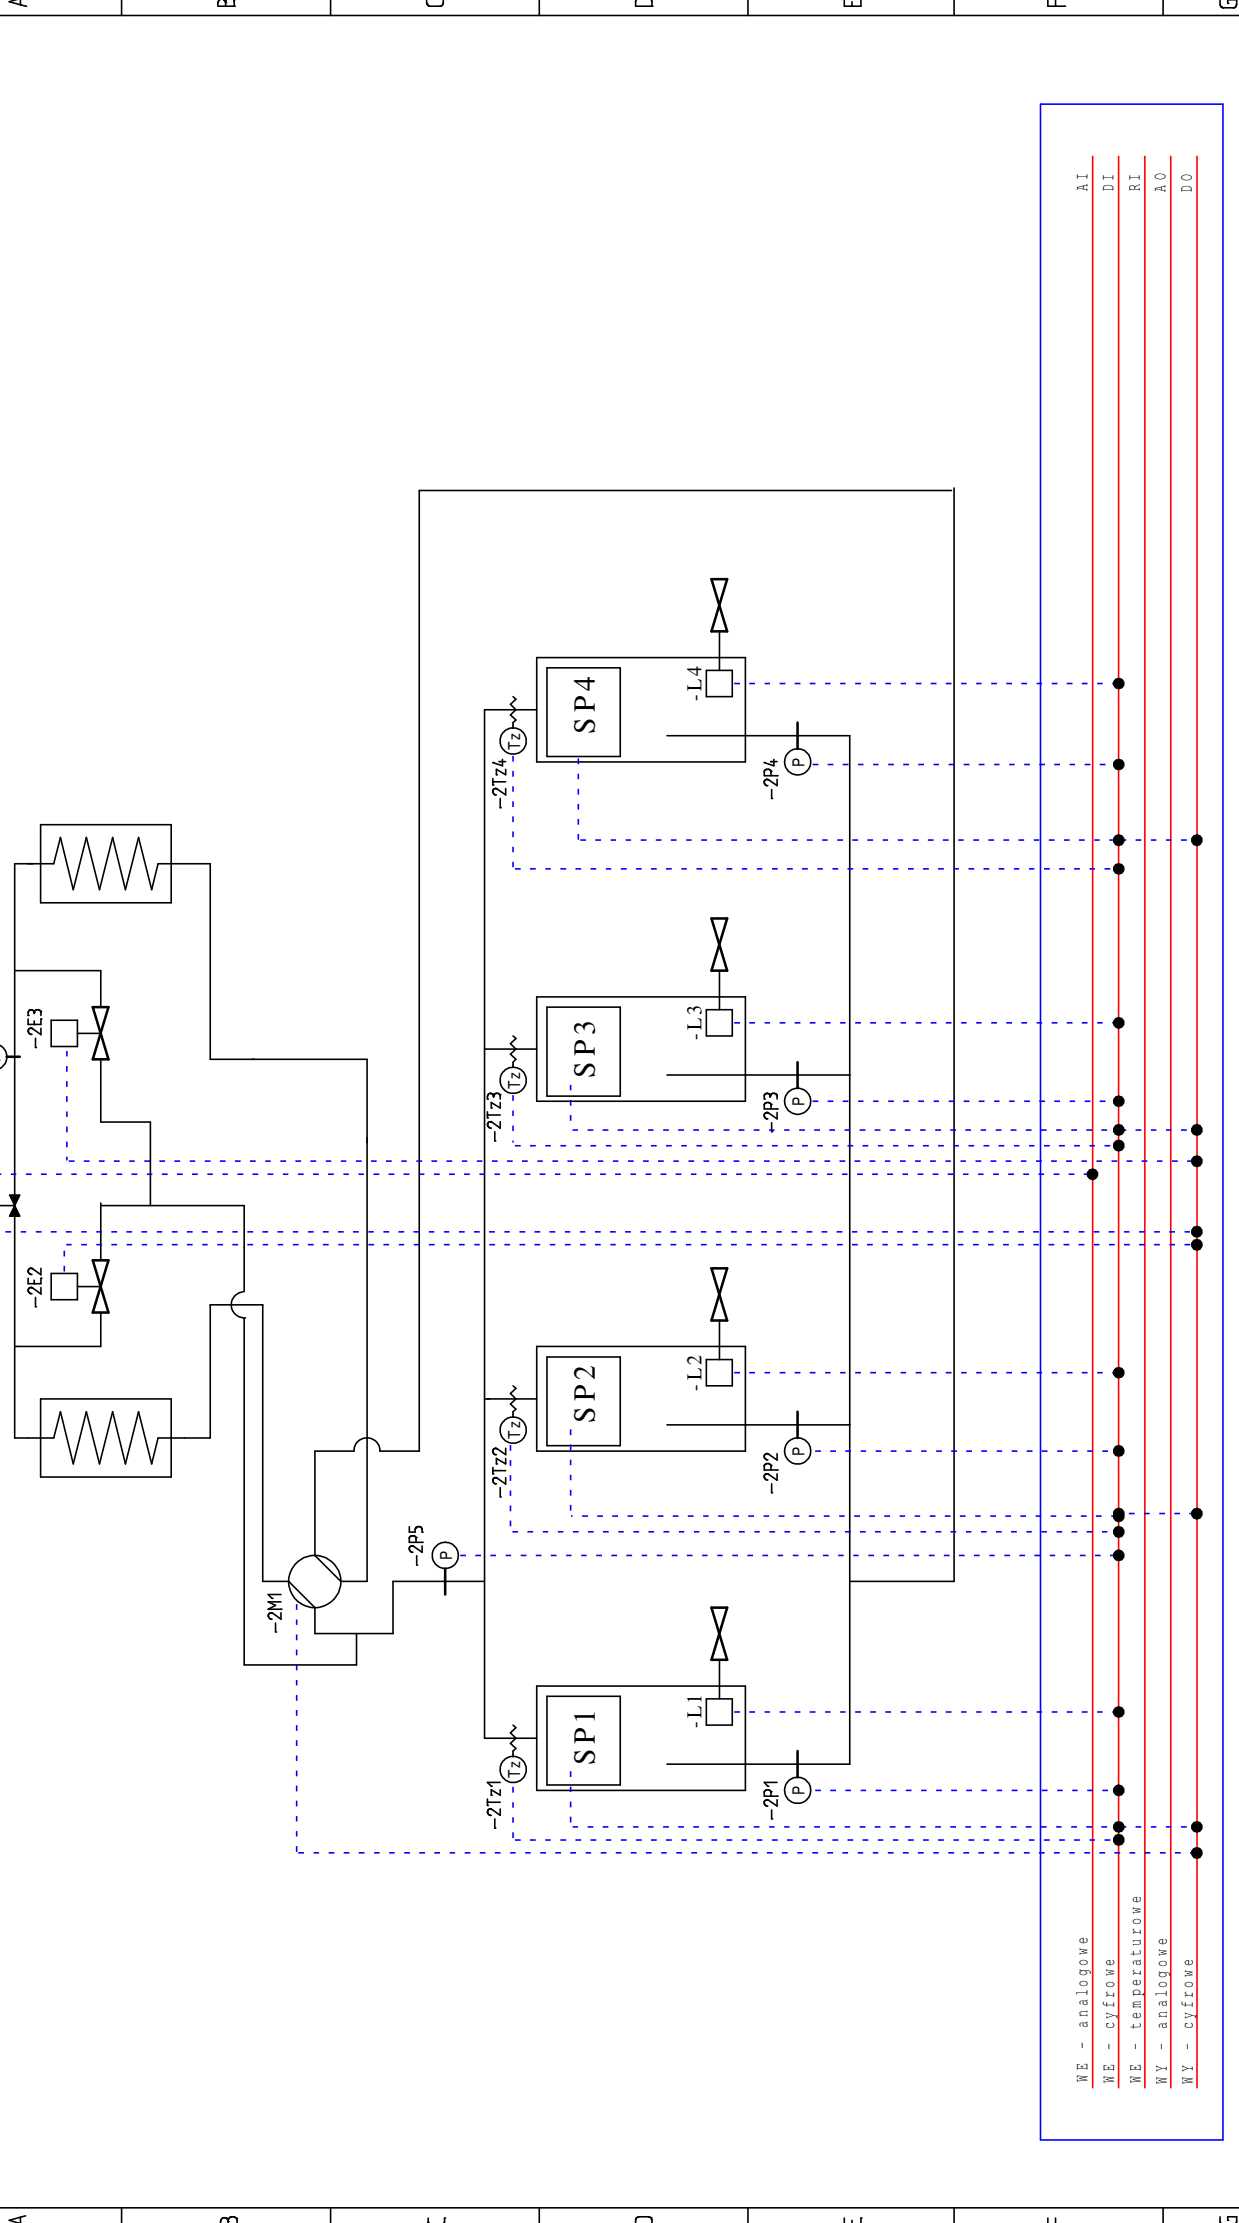 A
B
C
D
E
F
G
-2E2
-2E3
-2M1
-2P5
-2Tz1
-2Tz2
-2Tz3
-2Tz4
Tz
Tz
Tz
Tz
P
SP1
SP2
SP3
SP4
-L1
-L2
-L3
-L4
-2P1
-2P2
-2P3
-2P4
P
P
P
P
WE - analogowe AI
WE - cyfrowe DI
WE - temperaturowe RI
WY - analogowe AO
WY - cyfrowe DO
A
B
C
D
E
F
G